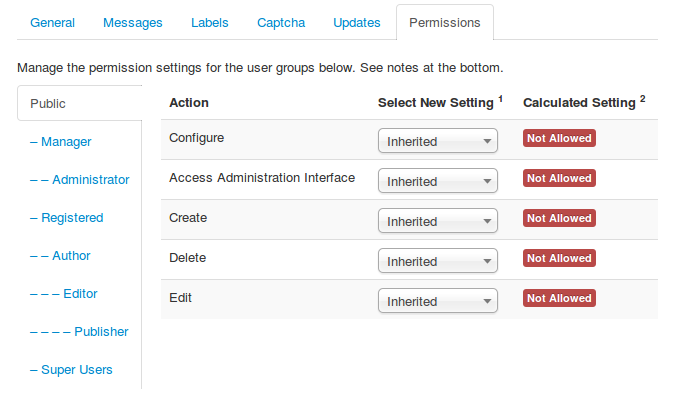 General Messages Labels Captcha Updates Permissions
Manage the permission settings for the user groups below. See notes at the bottom.
Public
– Manager
– – Administrator
– Registered
– – Author
– – – Editor
– – – – Publisher
– Super Users
Action Select New Setting 1 Calculated Setting 2
Configure Inherited Not Allowed
Access Administration Interface Inherited Not Allowed
Create Inherited Not Allowed
Delete Inherited Not Allowed
Edit Inherited Not Allowed